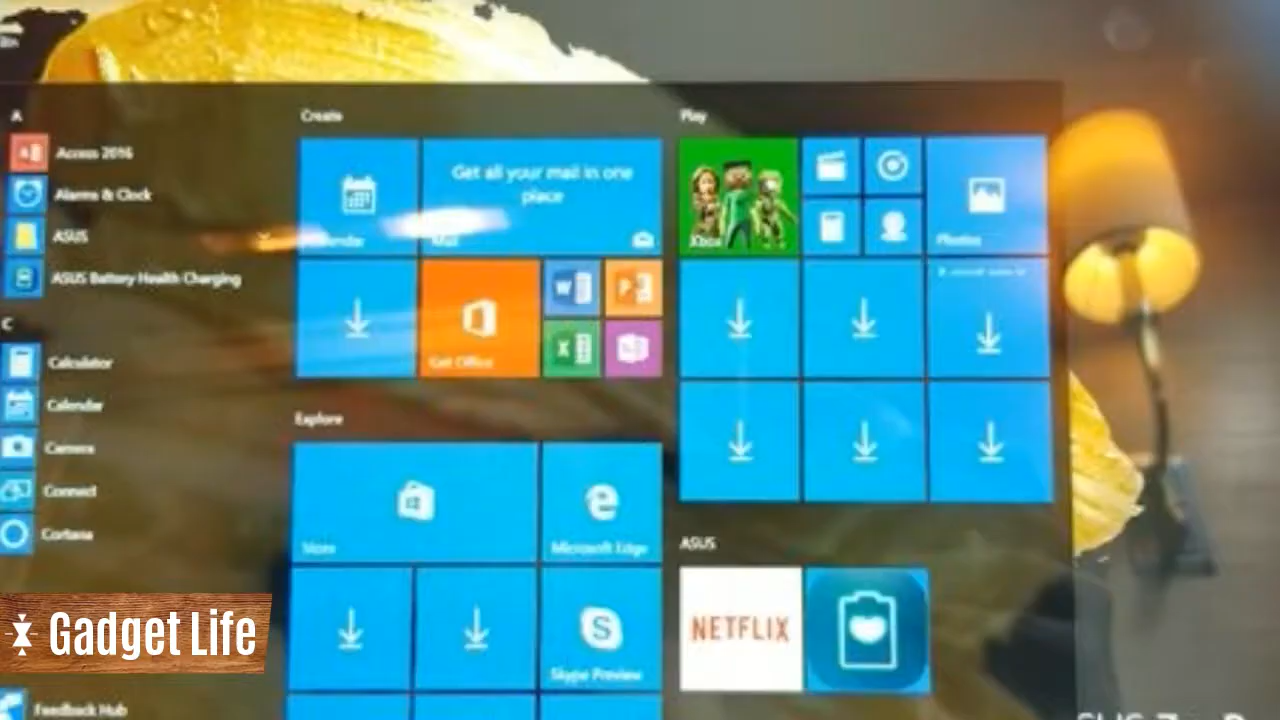 A
Access 2016
Alarms & Clock
ASUS
ASUS Battery Health Charging
C
Calculator
Calendar
Camera
Connect
Cortana
Feedback Hub
Create
Get all your mail in one
place
Calendar
Mail
Get Office
Explore
Store
Microsoft Edge
Skype Preview
Play
Xbox
Photos
ASUS
NETFLIX
Gadget Life